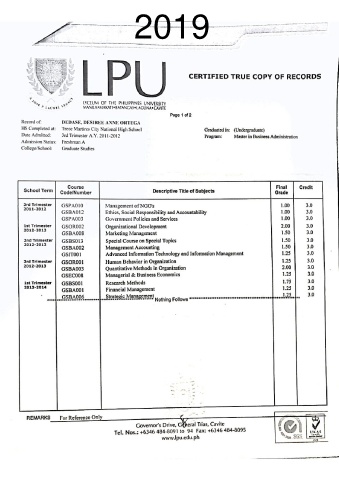 2019
LPU
LYCEUM OF THE PHILIPPINES UNIVERSITY
CERTIFIED TRUE COPY OF RECORDS
Page 1 of 2
Record of
HS Completed at: Trece Martires City National High School
Date Admitted: 3rd Trimester A.Y. 2011-2012
Admission Status: Freshman A
College/School: Graduate Studies
Graduated in: (Undergraduate)
Program: Master in Business Administration
School Term Course Code/Number Descriptive Title of Subjects Final Grade Credit
3rd Trimester 2011-2012 GSPA010 Management of NGOs 1.00 3.0
GSBA012 Ethics, Social Responsibility and Accountability 1.00 3.0
GSPA003 Government Policies and Services 1.00 3.0
1st Trimester 2012-2013 GSOR002 Organizational Development 2.00 3.0
GSBA008 Marketing Management 1.50 3.0
2nd Trimester 2012-2013 GSBS013 Special Course on Special Topics 1.50 3.0
GSBA002 Management Accounting 1.50 3.0
GSIT001 Advanced Information Technology and Information Management 1.25 3.0
3rd Trimester 2012-2013 GSOR001 Human Behavior in Organization 1.25 3.0
GSBA003 Quantitative Methods in Organization 2.00 3.0
GSEC008 Managerial & Business Economics 1.25 3.0
1st Trimester 2013-2014 GSBS001 Research Methods 1.75 3.0
GSBA001 Financial Management 1.25 3.0
GSBA006 Strategic Management 1.25 3.0
Nothing Follows
REMARKS For Reference Only
Governor's Drive, General Trias, Cavite
Tel. Nos.: +6346 484-8091 to 94 Fax: +6346 484-8095
www.lpu.edu.ph